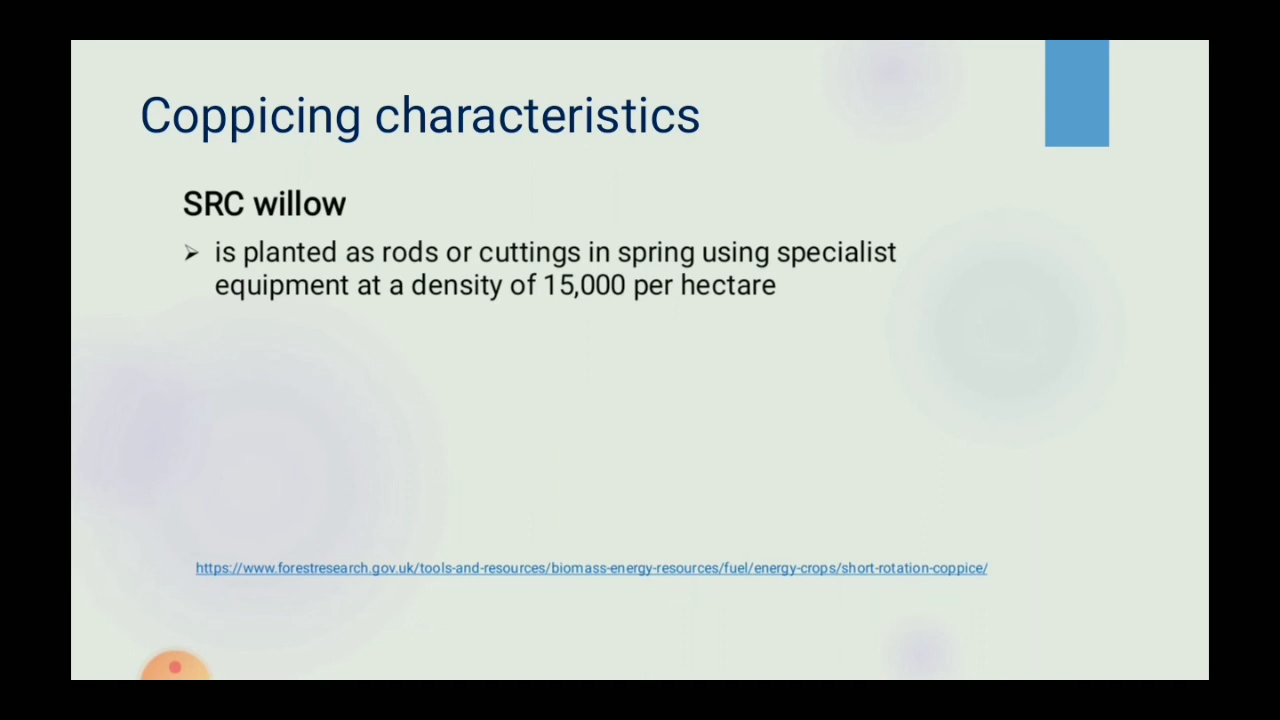 Coppicing characteristics
SRC willow
is planted as rods or cuttings in spring using specialist
equipment at a density of 15,000 per hectare
https://www.forestresearch.gov.uk/tools-and-resources/biomass-energy-resources/fuel/energy-crops/short-rotation-coppice/